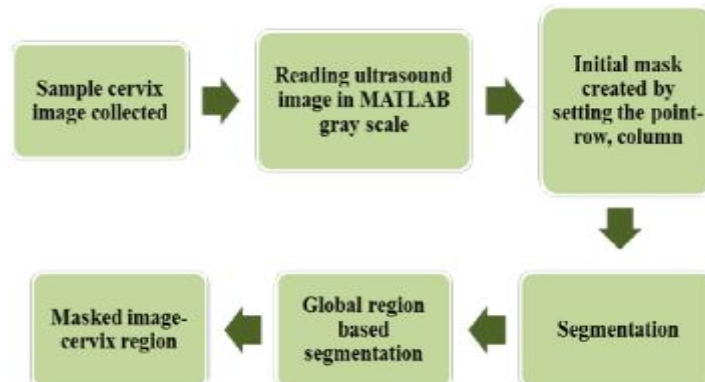 Sample cervix
image collected
Reading ultrasound
image in MATLAB
gray scale
Initial mask
created by
setting the point-
row, column
Segmentation
Global region
based
segmentation
Masked image-
cervix region